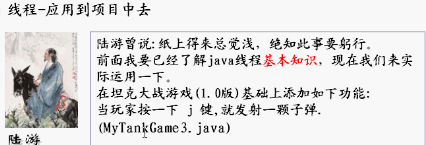 线程-应用到项目中去
陆游曾说:纸上得来总觉浅，绝知此事要躬行。
前面我要已经了解java线程基本知识，现在我们来实
际运用一下。
在坦克大战游戏(1.0版)基础上添加如下功能:
当玩家按一下 j 键,就发射一颗子弹.
(MyTankGame3.java)
陆 游